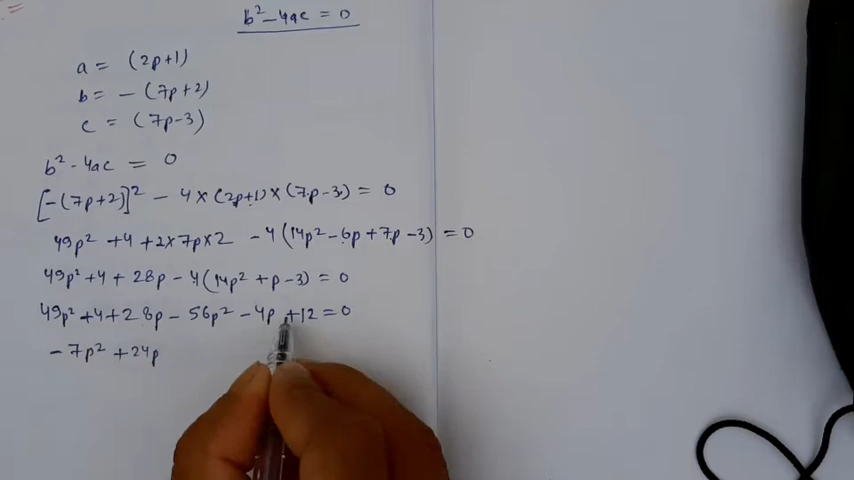 b² - 4ac = 0
a = (2p+1)
b = - (7p+2)
c = (7p-3)
b² - 4ac = 0
[-(7p+2)]² - 4 × (2p+1) × (7p-3) = 0
49p² + 4 + 2×7p×2 - 4(14p² - 6p + 7p - 3) = 0
49p² + 4 + 28p - 4(14p² + p - 3) = 0
49p² + 4 + 28p - 56p² - 4p + 12 = 0
- 7p² + 24p